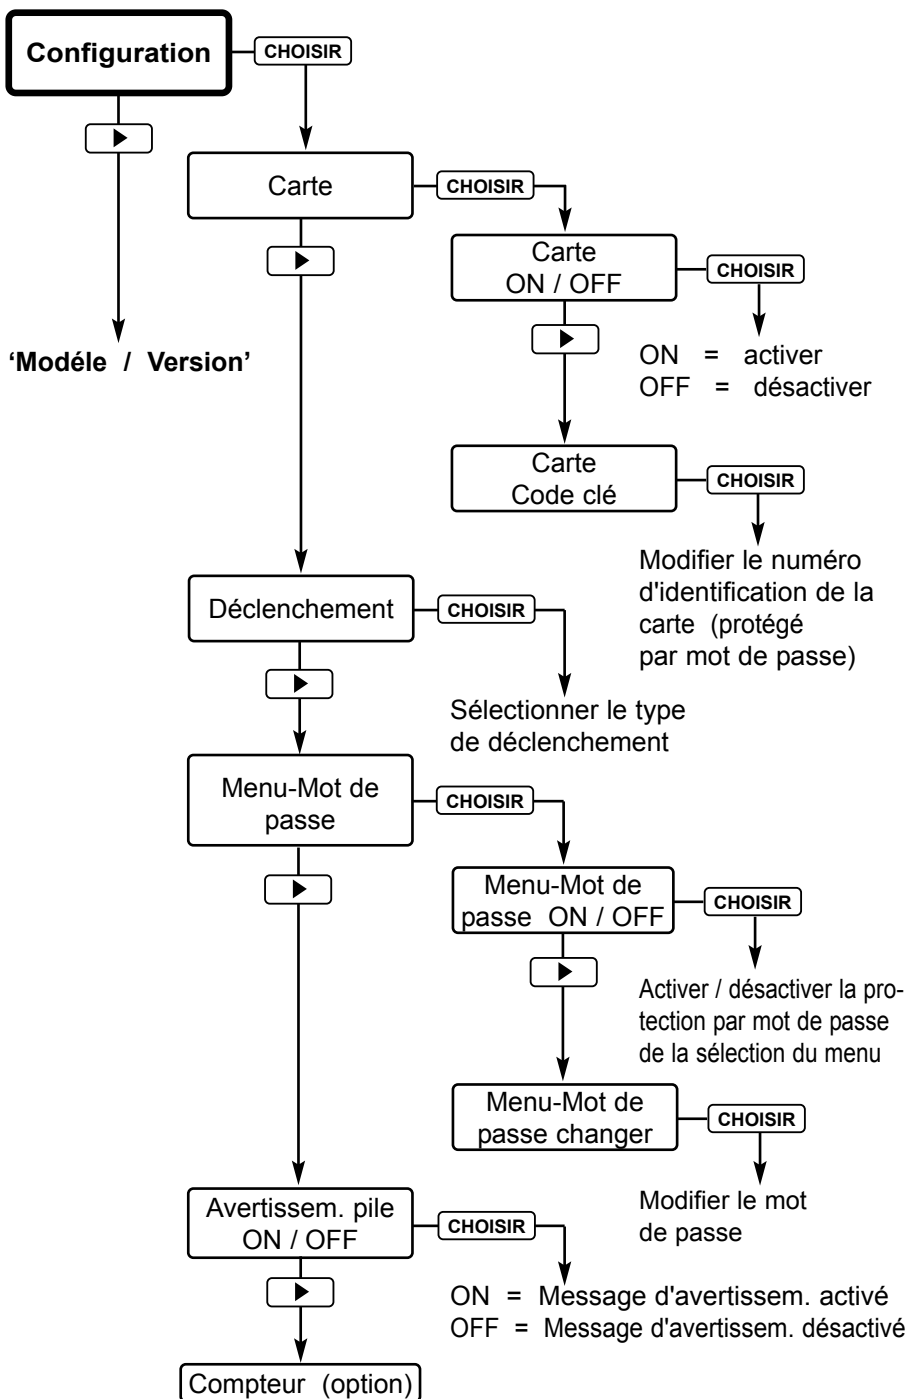 Configuration
CHOISIR
Carte
CHOISIR
Carte
ON / OFF
CHOISIR
‘Modéle / Version’
ON = activer
OFF = désactiver
Carte
Code clé
CHOISIR
Modifier le numéro
d'identification de la
carte (protégé
par mot de passe)
Déclenchement
CHOISIR
Sélectionner le type
de déclenchement
Menu-Mot de
passe
CHOISIR
Menu-Mot de
passe ON / OFF
CHOISIR
Activer / désactiver la pro-
tection par mot de passe
de la sélection du menu
Menu-Mot de
passe changer
CHOISIR
Modifier le mot
de passe
Avertissem. pile
ON / OFF
CHOISIR
ON = Message d'avertissem. activé
OFF = Message d'avertissem. désactivé
Compteur (option)